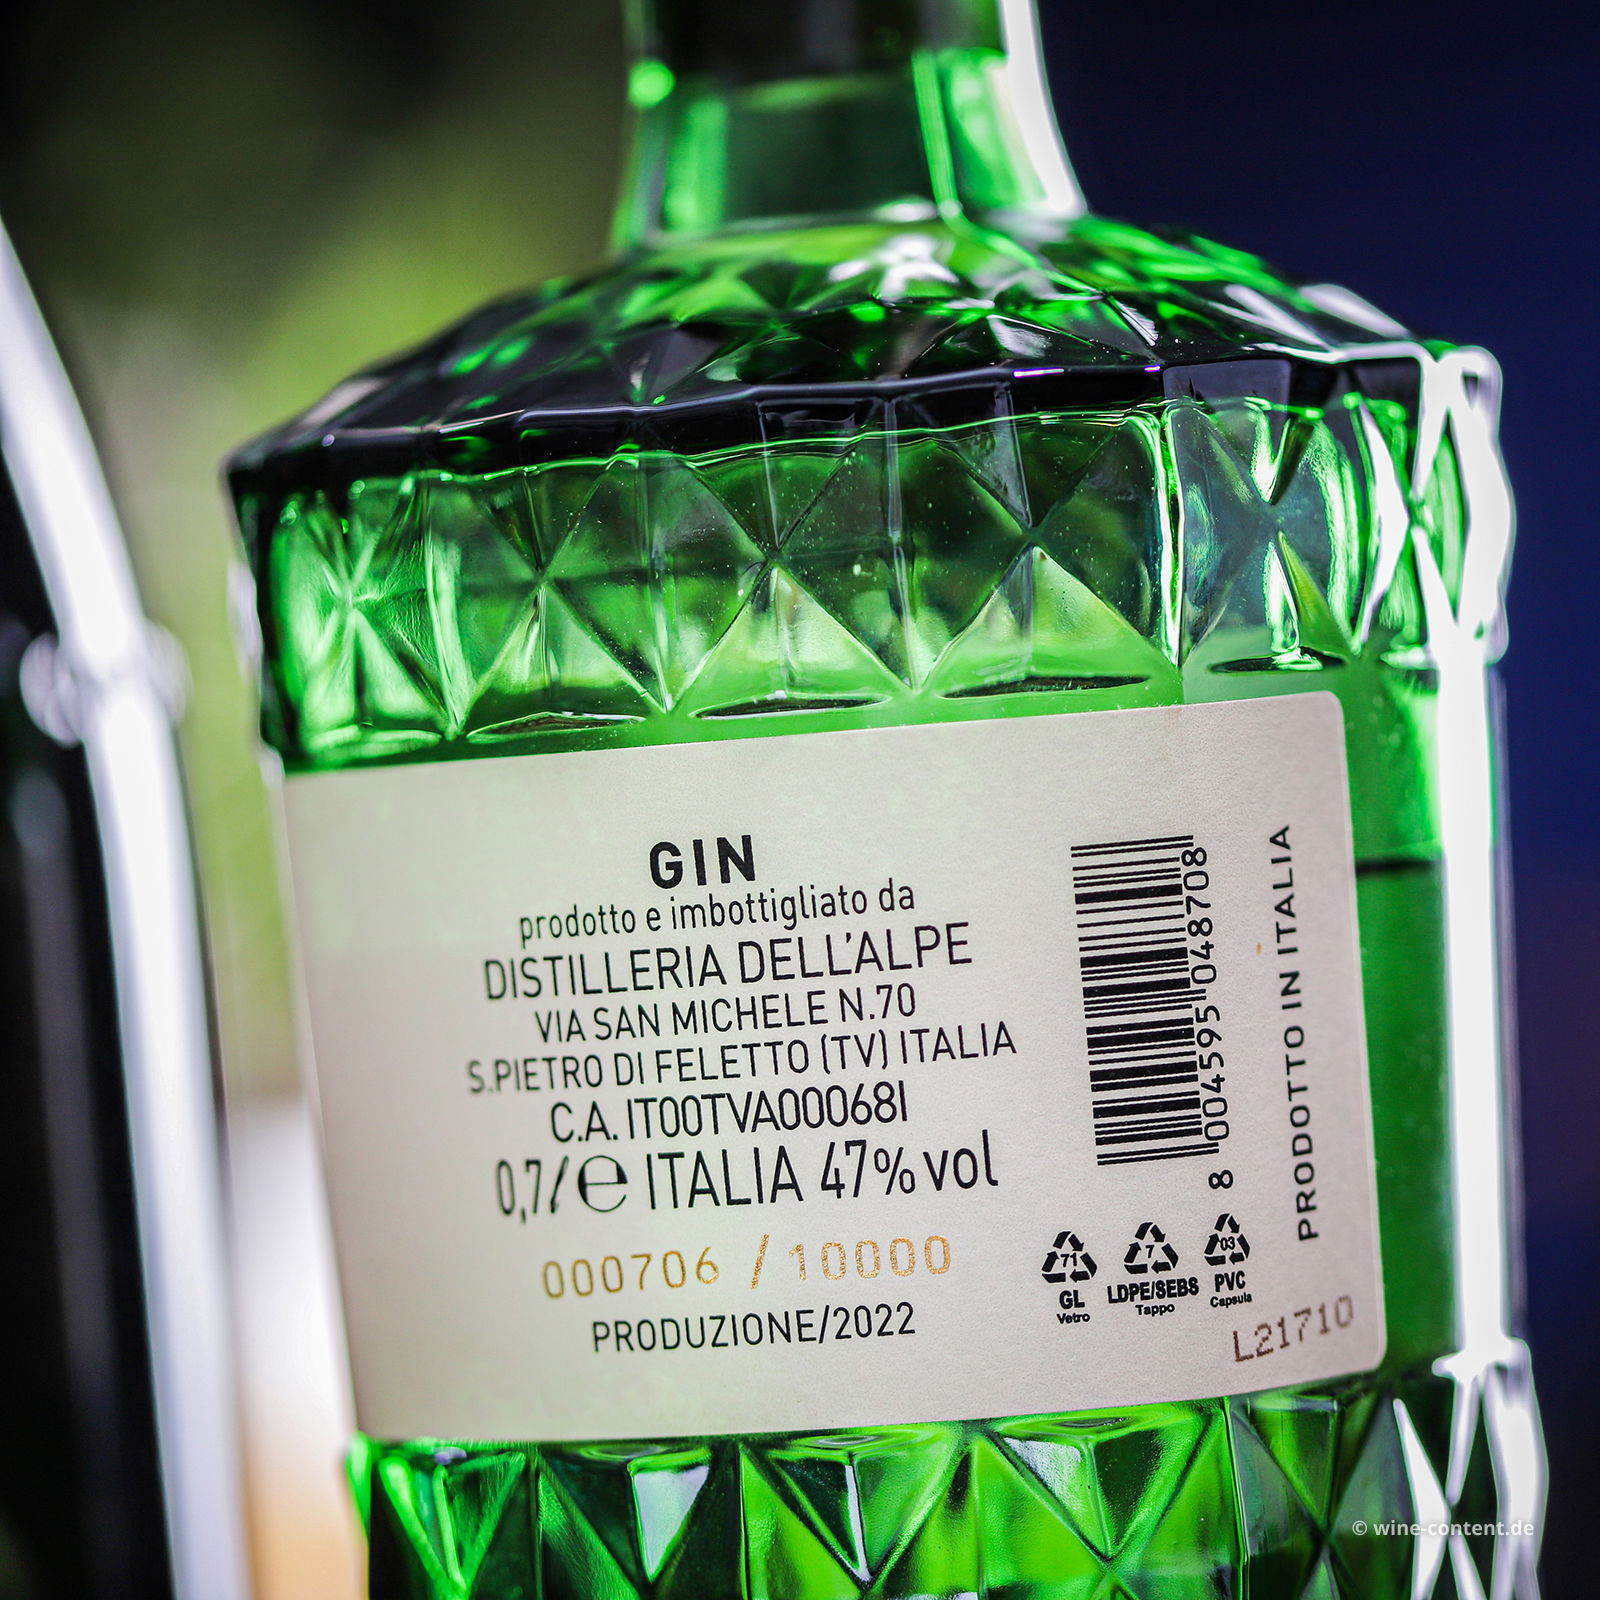 GIN
prodotto e imbottigliato da
DISTILLERIA DELL'ALPE
VIA SAN MICHELE N.70
S.PIETRO DI FELETTO (TV) ITALIA
C.A. IT00TVA00068I
0,7ℓ ℮ ITALIA 47% vol
000706 / 10000
PRODUZIONE/2022
8 004595 048708
PRODOTTO IN ITALIA
71
GL
Vetro
7
LDPE/SEBS
Tappo
03
PVC
Capsula
L21710
© wine-content.de